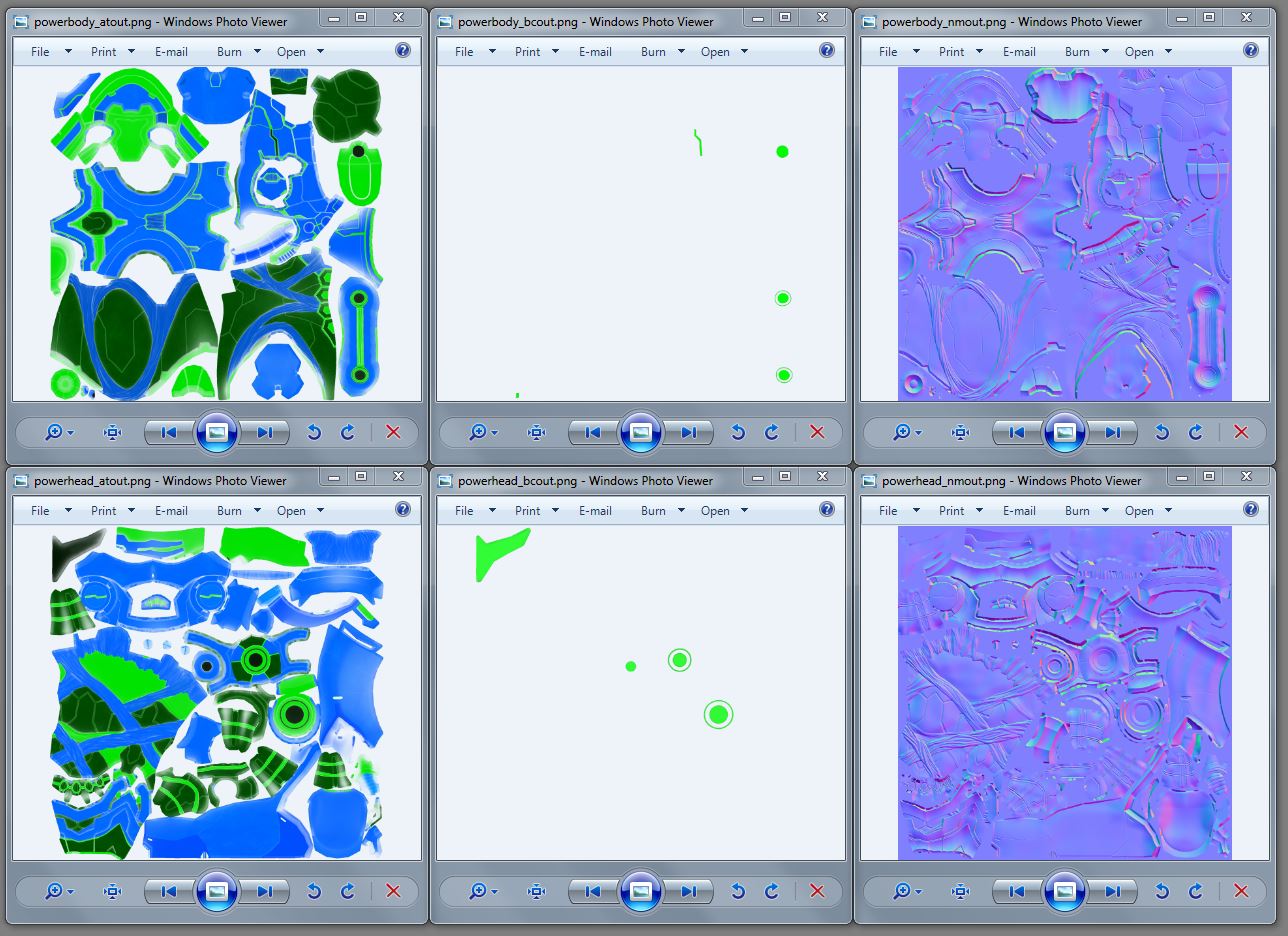 powerbody_atout.png - Windows Photo Viewer
File Print E-mail Burn Open
powerbody_bcout.png - Windows Photo Viewer
File Print E-mail Burn Open
powerbody_nmout.png - Windows Photo Viewer
File Print E-mail Burn Open
powerhead_atout.png - Windows Photo Viewer
File Print E-mail Burn Open
powerhead_bcout.png - Windows Photo Viewer
File Print E-mail Burn Open
powerhead_nmout.png - Windows Photo Viewer
File Print E-mail Burn Open